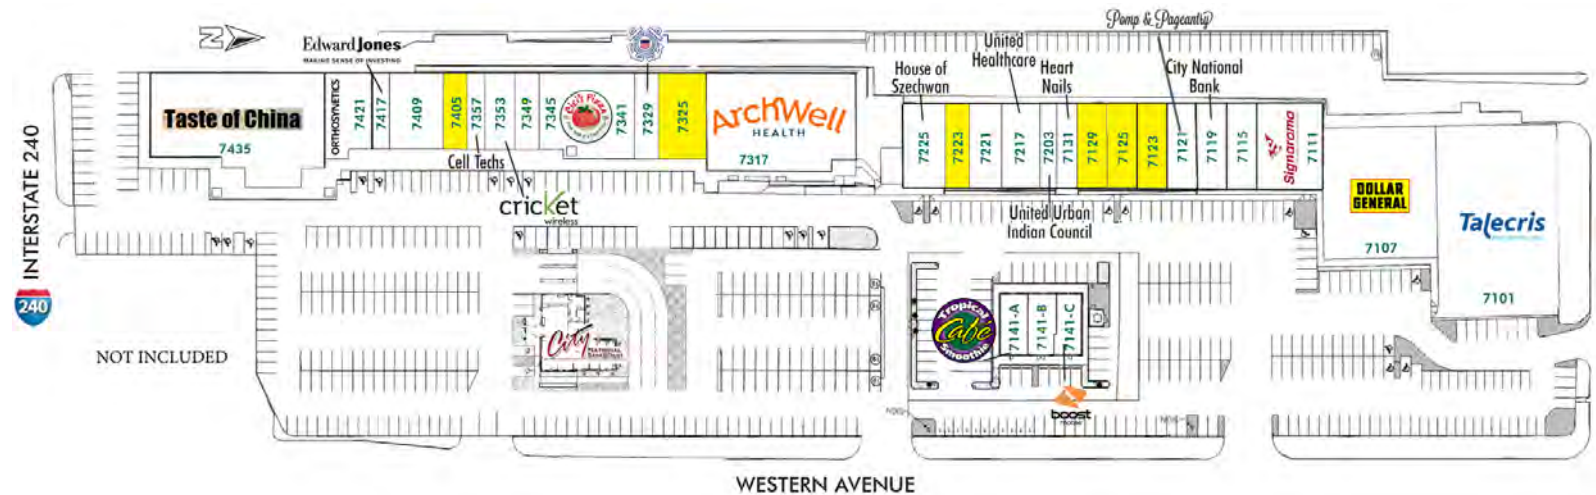 Pomp & Pageantry
N
Edward Jones
MAKING SENSE OF INVESTING
United
Healthcare
House of
Szechwan
Heart
Nails
City National
Bank
Taste of China
7435
ORTHOSYNETICS
7421
7417
7409
7405
7357
7353
7349
7345
Cici's Pizza
7341
7329
7325
ArchWell
HEALTH
7317
7225
7223
7221
7217
7203
7131
7129
7125
7123
7121
7119
7115
Signarama
7111
Cell Techs
cricket
wireless
United Urban
Indian Council
DOLLAR
GENERAL
7107
Talecris
7101
INTERSTATE 240
240
NOT INCLUDED
City
Tropical
Smoothie
Café
7141-A
7141-B
7141-C
boost
mobile
WESTERN AVENUE